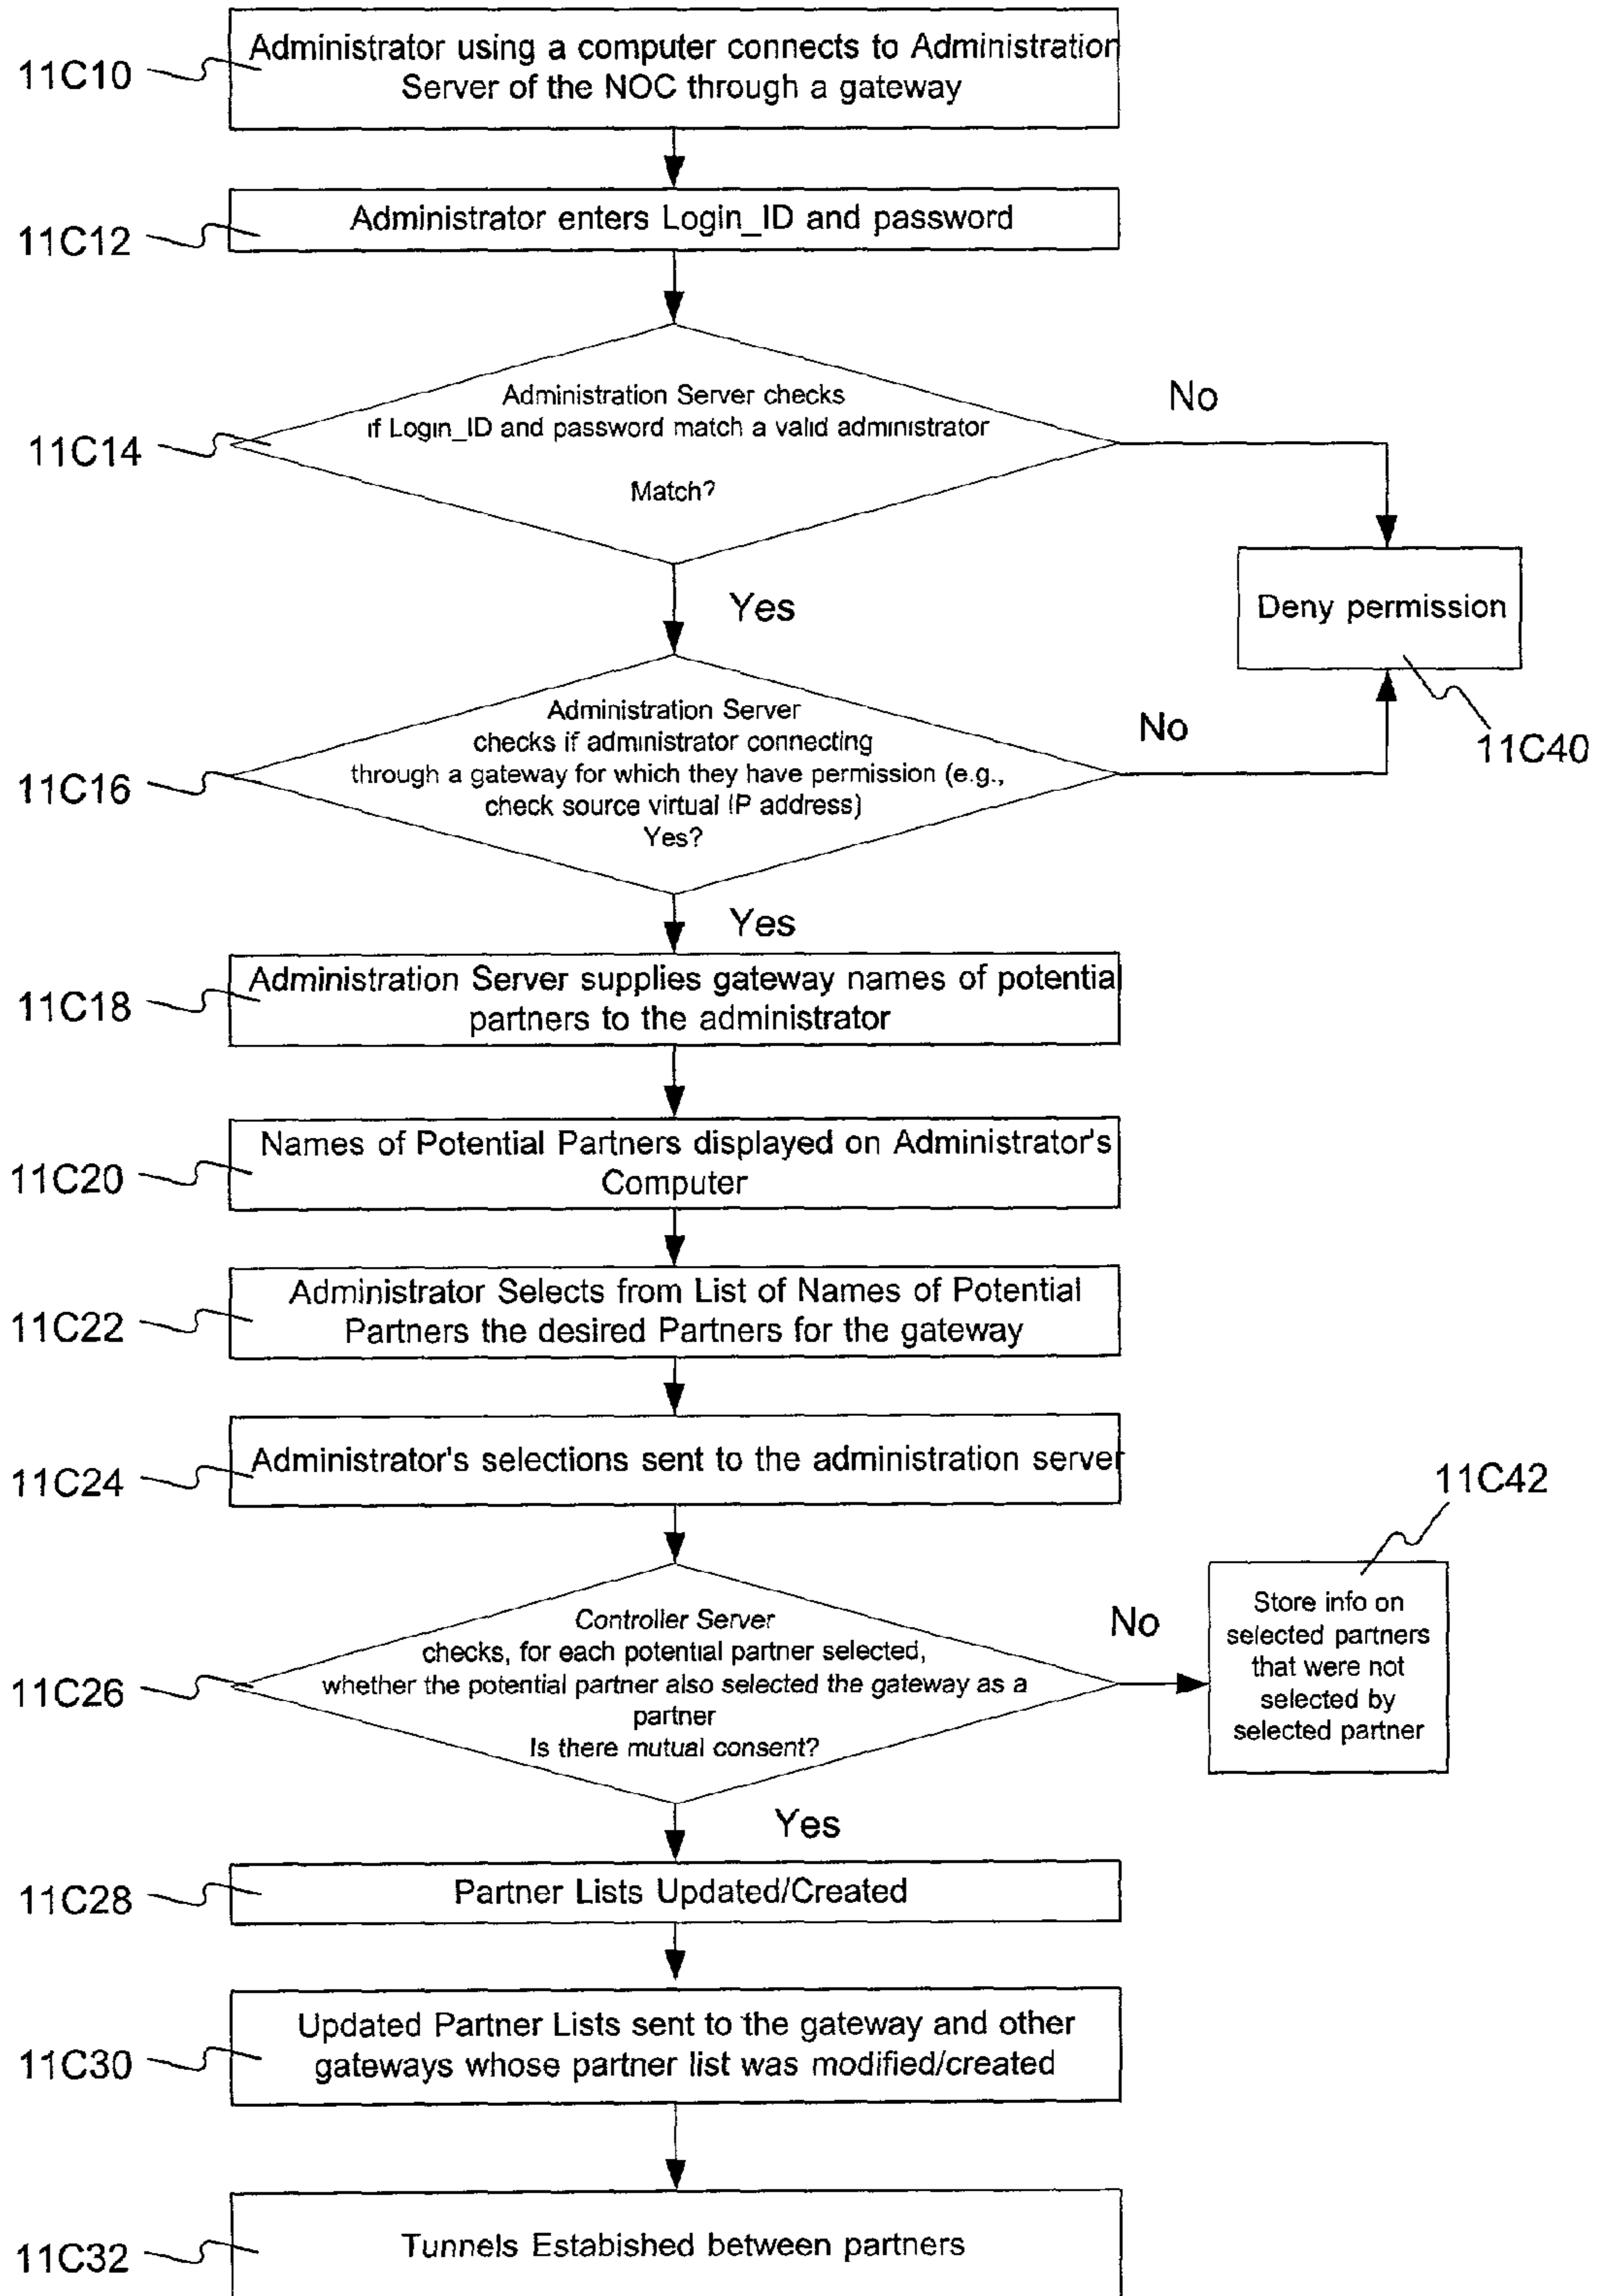 11C10
Administrator using a computer connects to Administration
Server of the NOC through a gateway
11C12
Administrator enters Login_ID and password
11C14
Administration Server checks
if Login_ID and password match a valid administrator
Match?
No
Yes
Deny permission
11C40
11C16
Administration Server
checks if administrator connecting
through a gateway for which they have permission (e.g.,
check source virtual IP address)
Yes?
No
Yes
11C18
Administration Server supplies gateway names of potential
partners to the administrator
11C20
Names of Potential Partners displayed on Administrator's
Computer
11C22
Administrator Selects from List of Names of Potential
Partners the desired Partners for the gateway
11C24
Administrator's selections sent to the administration server
11C42
11C26
Controller Server
checks, for each potential partner selected,
whether the potential partner also selected the gateway as a
partner
Is there mutual consent?
No
Store info on
selected partners
that were not
selected by
selected partner
Yes
11C28
Partner Lists Updated/Created
11C30
Updated Partner Lists sent to the gateway and other
gateways whose partner list was modified/created
11C32
Tunnels Estabished between partners